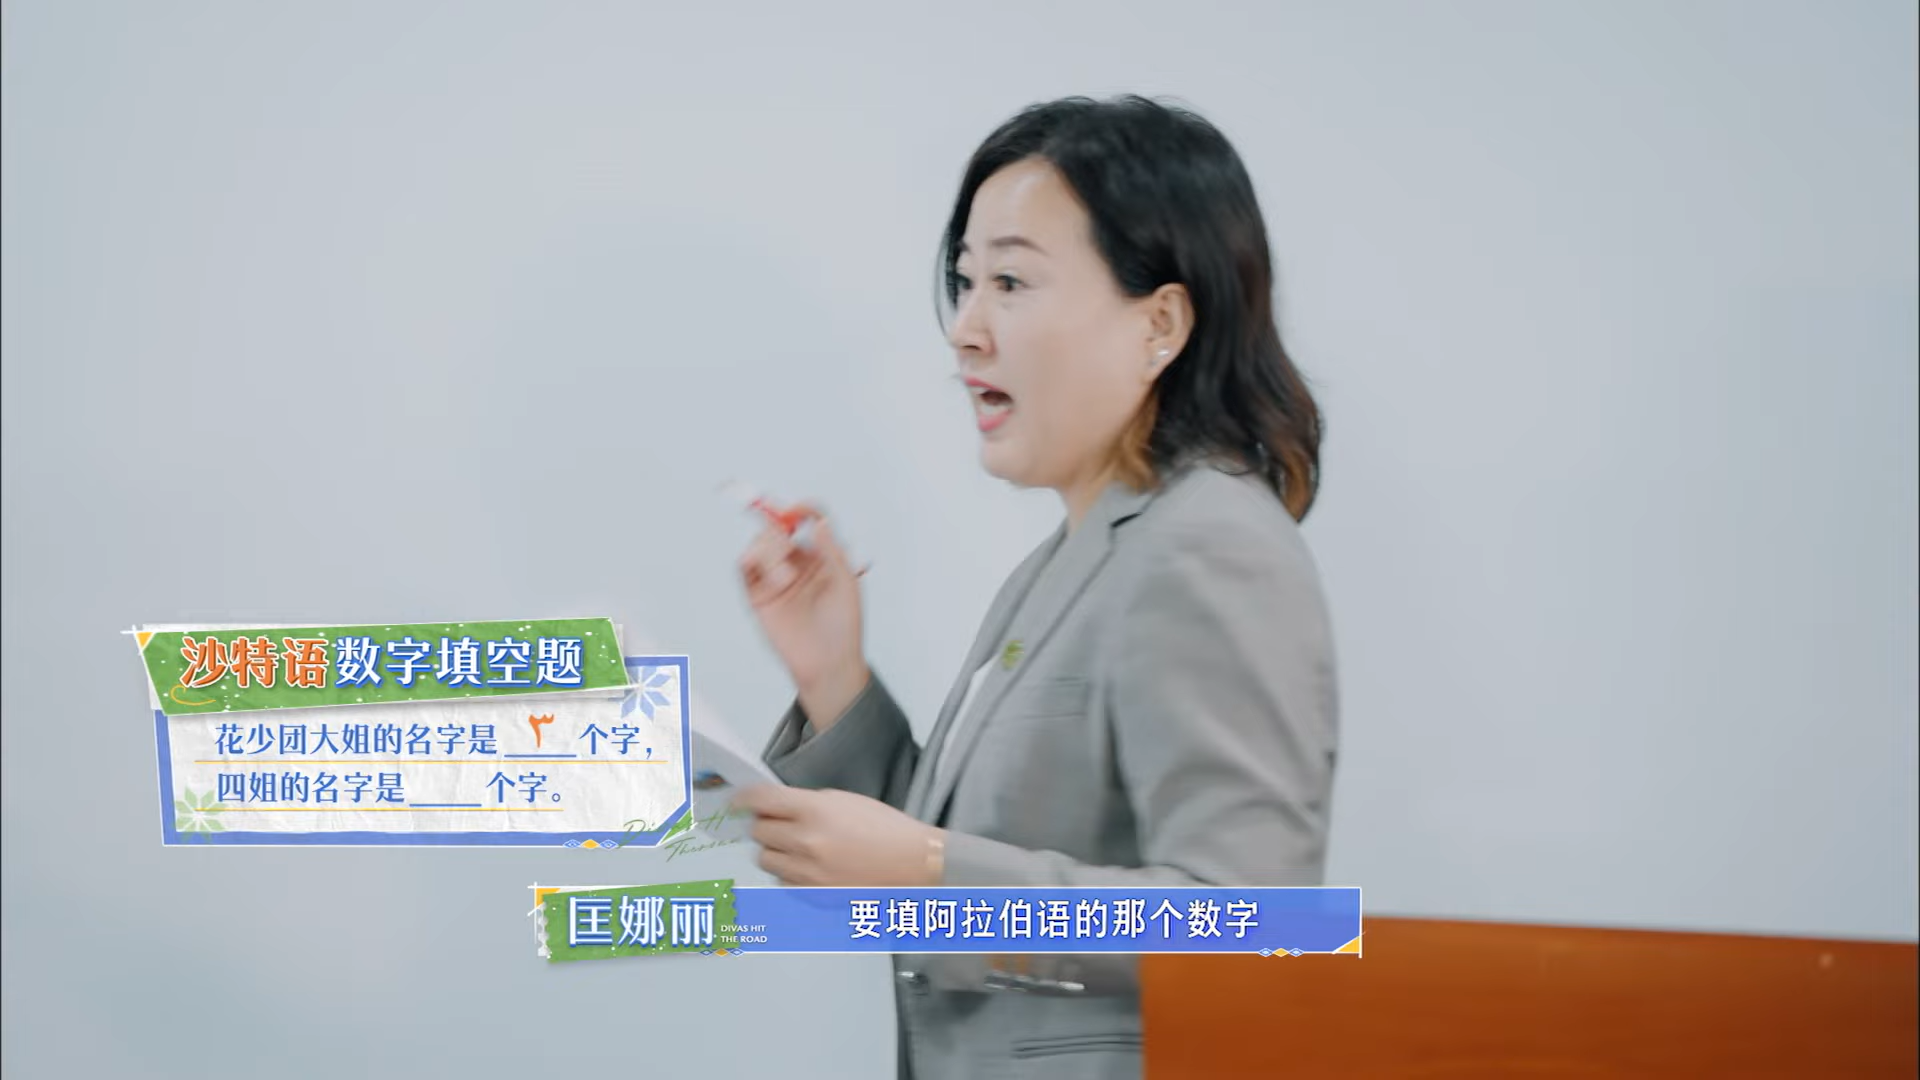 沙特语数字填空题
花少团大姐的名字是٣个字，
四姐的名字是____个字。
匡娜丽
DIVAS HIT
THE ROAD
要填阿拉伯语的那个数字